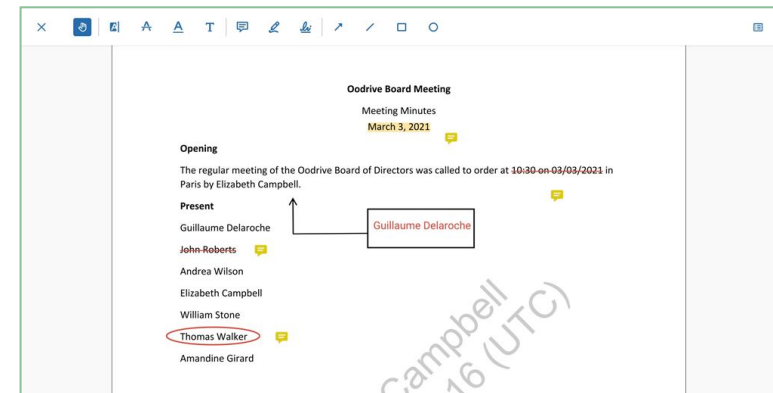 Oodrive Board Meeting
Meeting Minutes
March 3, 2021
Opening
The regular meeting of the Oodrive Board of Directors was called to order at 10:30 on 03/03/2021 in
Paris by Elizabeth Campbell.
Present
Guillaume Delaroche
Guillaume Delaroche
John Roberts
Andrea Wilson
Elizabeth Campbell
William Stone
Thomas Walker
Amandine Girard
Campbell
16 (UTC)